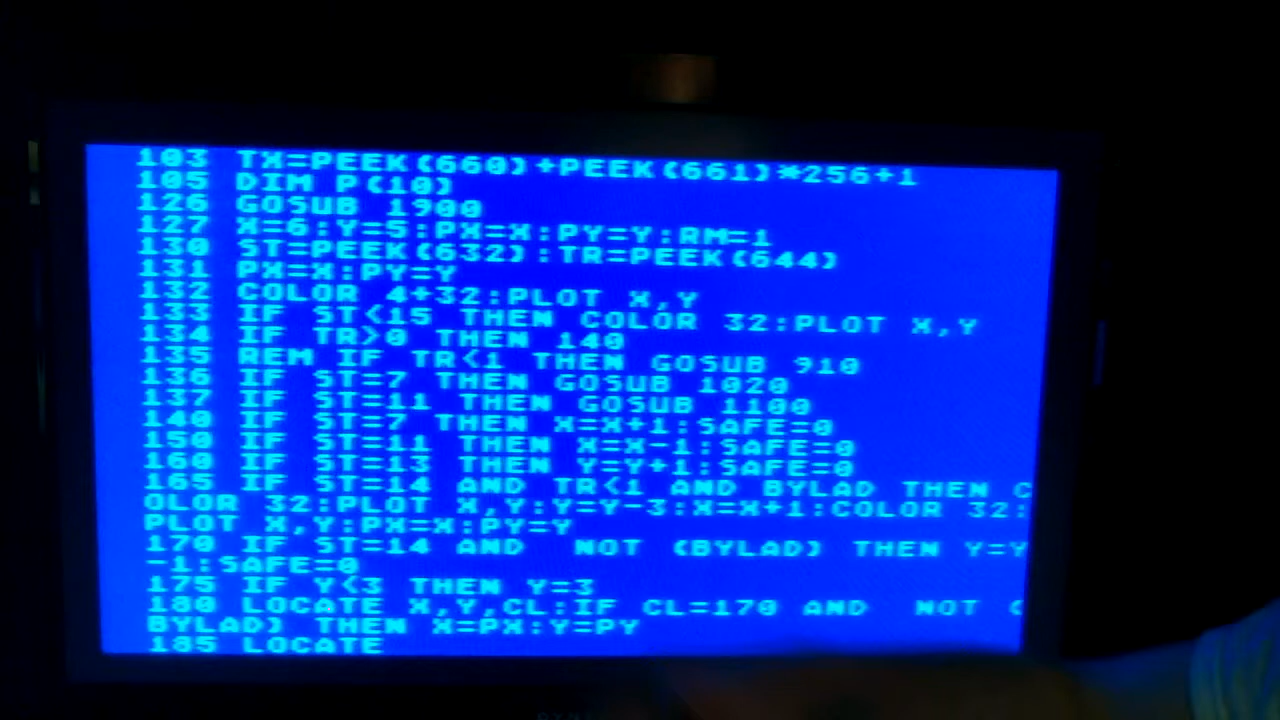 103 TX=PEEK(660)+PEEK(661)*256+1
105 DIM P(10)
126 GOSUB 1900
127 X=6:Y=5:PX=X:PY=Y:RM=1
130 ST=PEEK(632):TR=PEEK(644)
131 PX=X:PY=Y
132 COLOR 4+32:PLOT X,Y
133 IF ST<15 THEN COLOR 32:PLOT X,Y
134 IF TR>0 THEN 140
135 REM IF TR<1 THEN GOSUB 910
136 IF ST=7 THEN GOSUB 1020
137 IF ST=11 THEN GOSUB 1100
140 IF ST=7 THEN X=X+1:SAFE=0
150 IF ST=11 THEN X=X-1:SAFE=0
160 IF ST=13 THEN Y=Y+1:SAFE=0
165 IF ST=14 AND TR<1 AND BYLAD THEN C
OLOR 32:PLOT X,Y:Y=Y-3:X=X+1:COLOR 32:
PLOT X,Y:PX=X:PY=Y
170 IF ST=14 AND  NOT (BYLAD) THEN Y=Y
-1:SAFE=0
175 IF Y<3 THEN Y=3
180 LOCATE X,Y,CL:IF CL=170 AND  NOT (
BYLAD) THEN X=PX:Y=PY
185 LOCATE